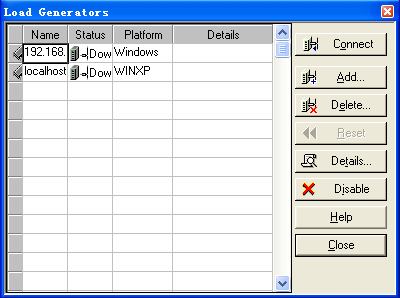 Load Generators
Name Status Platform Details
192.168. Dow Windows
localhost Dow WINXP
Connect
Add...
Delete...
Reset
Details...
Disable
Help
Close